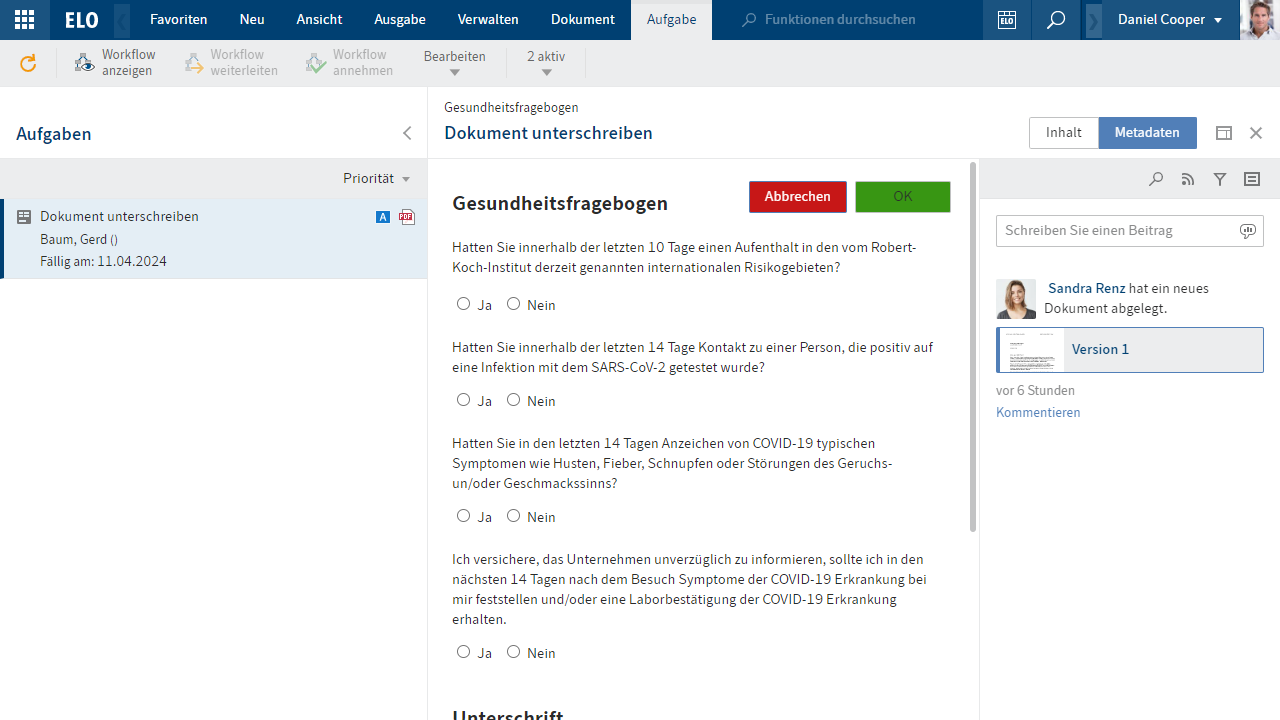 ELO Favoriten Neu Ansicht Ausgabe Verwalten Dokument Aufgabe Funktionen durchsuchen ELO Daniel Cooper
Workflow anzeigen
Workflow weiterleiten
Workflow annehmen
Bearbeiten
2 aktiv
Aufgaben
Priorität
Dokument unterschreiben A PDF
Baum, Gerd ()
Fällig am: 11.04.2024
Gesundheitsfragebogen
Dokument unterschreiben
Inhalt Metadaten
Gesundheitsfragebogen
Abbrechen OK
Hatten Sie innerhalb der letzten 10 Tage einen Aufenthalt in den vom Robert-
Koch-Institut derzeit genannten internationalen Risikogebieten?
Ja Nein
Hatten Sie innerhalb der letzten 14 Tage Kontakt zu einer Person, die positiv auf
eine Infektion mit dem SARS-CoV-2 getestet wurde?
Ja Nein
Hatten Sie in den letzten 14 Tagen Anzeichen von COVID-19 typischen
Symptomen wie Husten, Fieber, Schnupfen oder Störungen des Geruchs-
un/oder Geschmackssinns?
Ja Nein
Ich versichere, das Unternehmen unverzüglich zu informieren, sollte ich in den
nächsten 14 Tagen nach dem Besuch Symptome der COVID-19 Erkrankung bei
mir feststellen und/oder eine Laborbestätigung der COVID-19 Erkrankung
erhalten.
Ja Nein
Unterschrift
Schreiben Sie einen Beitrag
Sandra Renz hat ein neues
Dokument abgelegt.
Version 1
vor 6 Stunden
Kommentieren